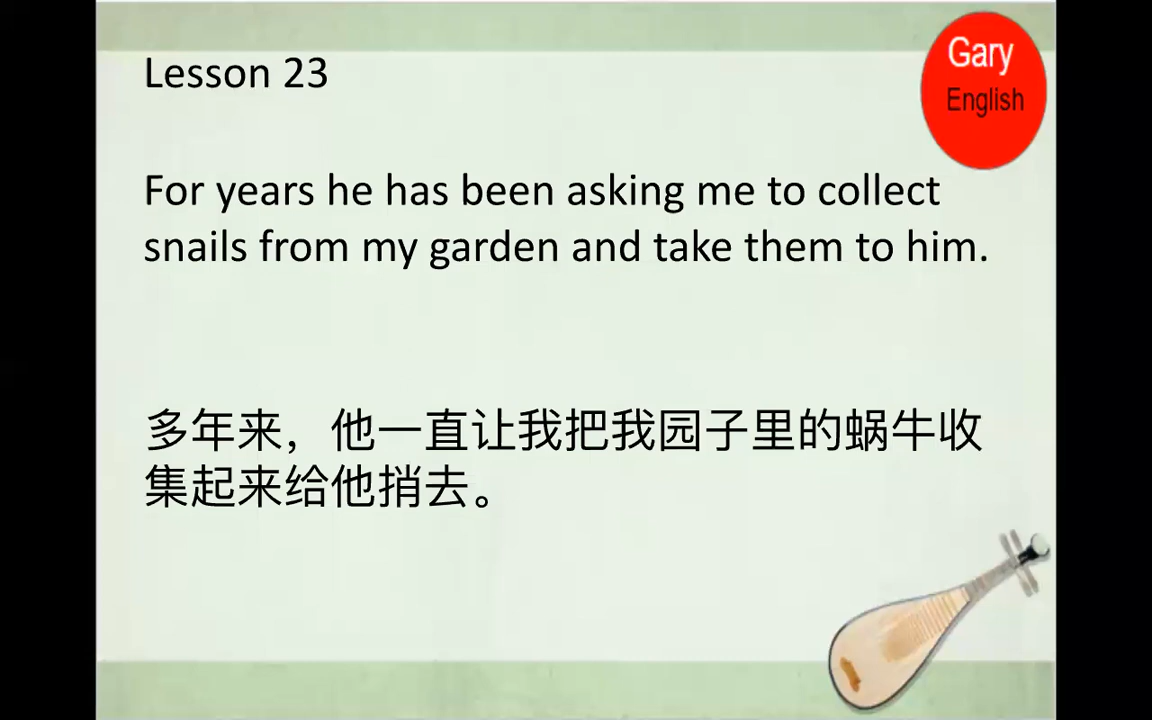 Lesson 23
Gary
English
For years he has been asking me to collect
snails from my garden and take them to him.
多年来，他一直让我把我园子里的蜗牛收
集起来给他捎去。